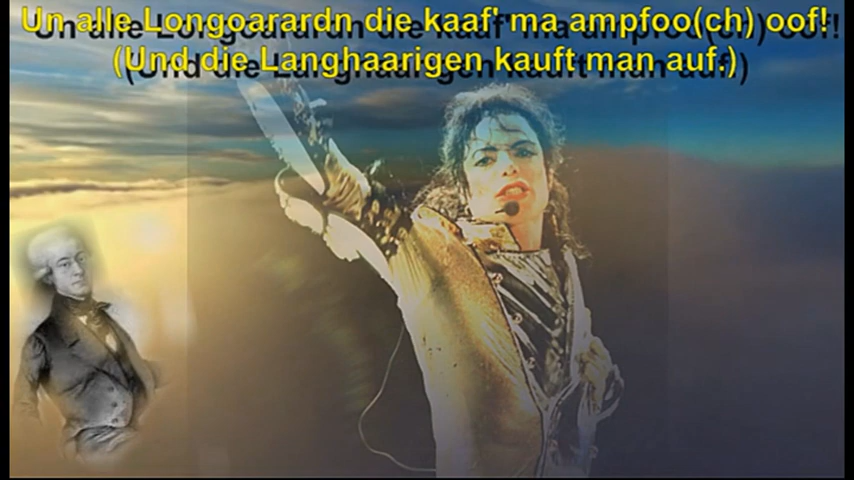 Un alle Longoarardn die kaaf' ma ampfoo(ch) oof!
(Und die Langhaarigen kauft man auf.)